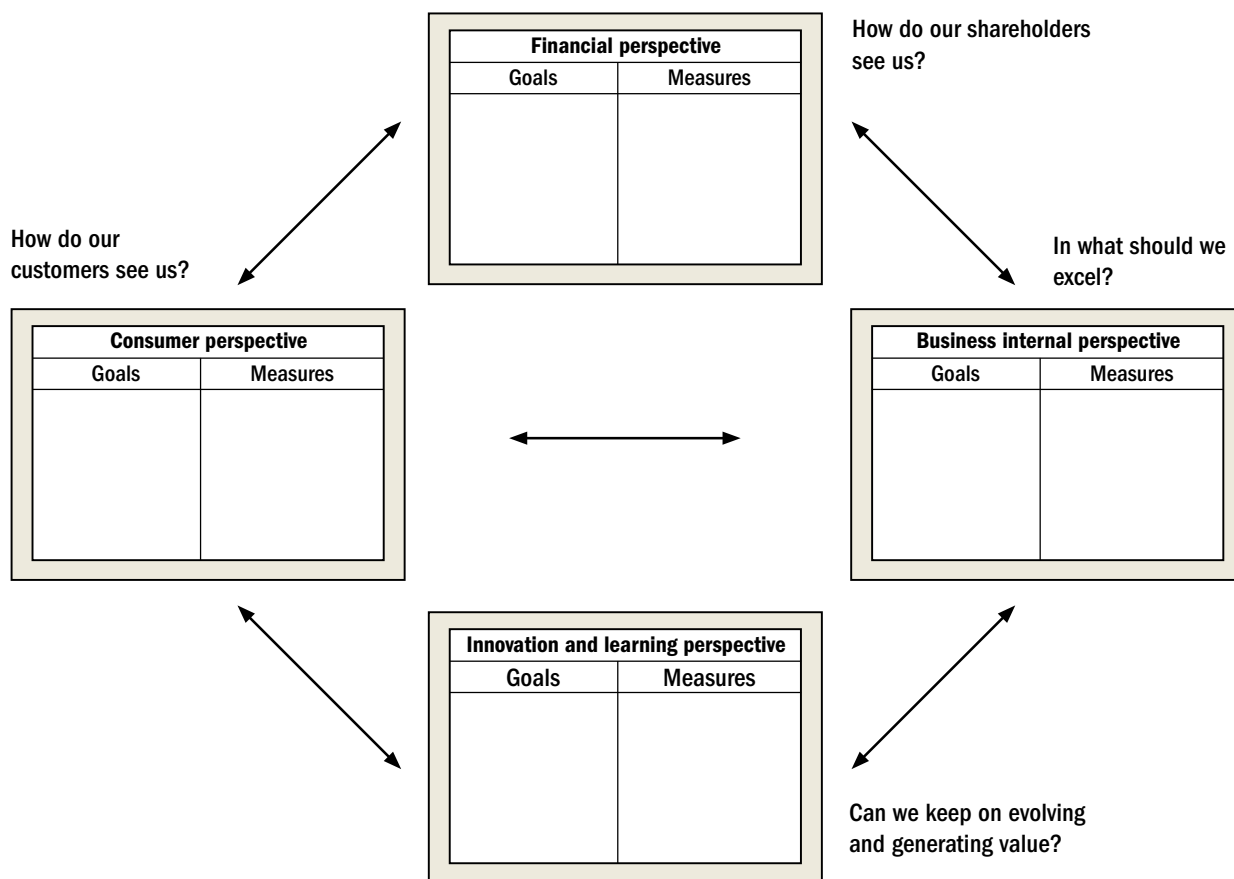 Financial perspective
Goals Measures
How do our shareholders
see us?
How do our
customers see us?
Consumer perspective
Goals Measures
In what should we
excel?
Business internal perspective
Goals Measures
Innovation and learning perspective
Goals Measures
Can we keep on evolving
and generating value?